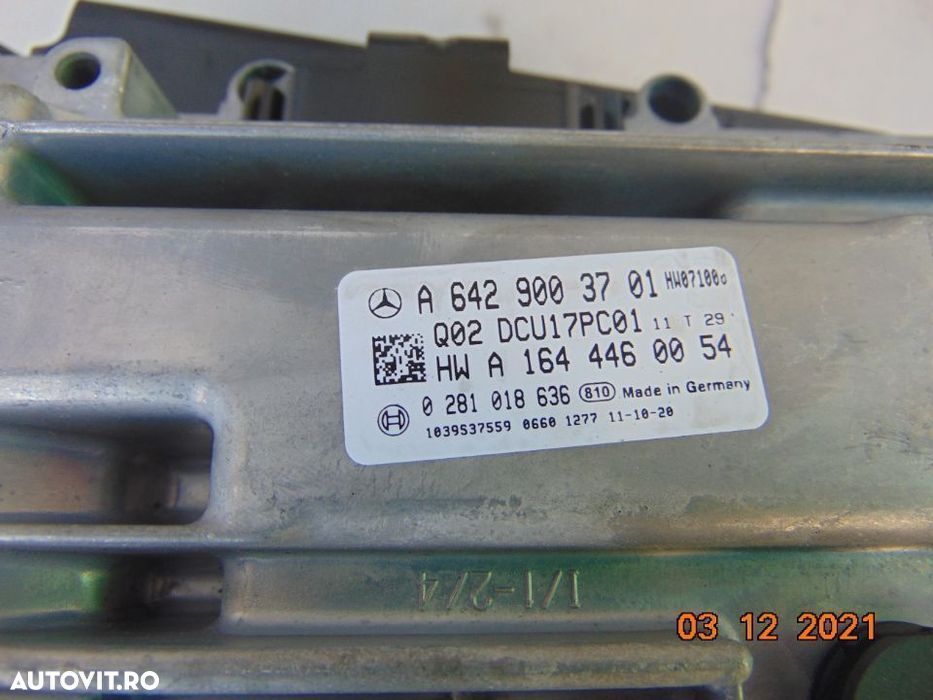 A 642 900 37 01 HW07100
Q02 DCU17PC01 11 T 29
HW A 164 446 00 54
0 281 018 636 810 Made in Germany
1039S37559 0660 1277 11-10-20
1/1-2/4
03 12 2021
AUTOVIT.RO